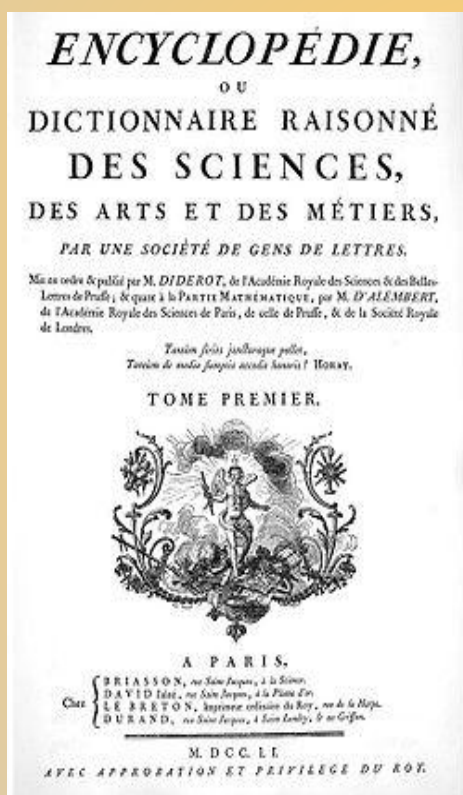 ENCYCLOPÉDIE,
OU
DICTIONNAIRE RAISONNÉ
DES SCIENCES,
DES ARTS ET DES MÉTIERS,
PAR UNE SOCIÉTÉ DE GENS DE LETTRES.
Mis en ordre & publié par M. DIDEROT, de l'Académie Royale des Sciences & des Belles-
Lettres de Prusse; & quant à la PARTIE MATHÉMATIQUE, par M. D'ALEMBERT,
de l'Académie Royale des Sciences de Paris, de celle de Prusse, & de la Société Royale
de Londres.
Tantùm series juncturaque pollet,
Tantùm de medio sumptis accedit honoris! HORAT.
TOME PREMIER.
A PARIS,
Chez
BRIASSON, rue Saint Jacques, à la Science.
DAVID l'aîné, rue Saint Jacques, à la Plume d'or.
LE BRETON, Imprimeur ordinaire du Roy, rue de la Harpe.
DURAND, rue Saint Jacques, à Saint Landry, & au Griffon.
M. DCC. LI.
AVEC APPROBATION ET PRIVILEGE DU ROY.